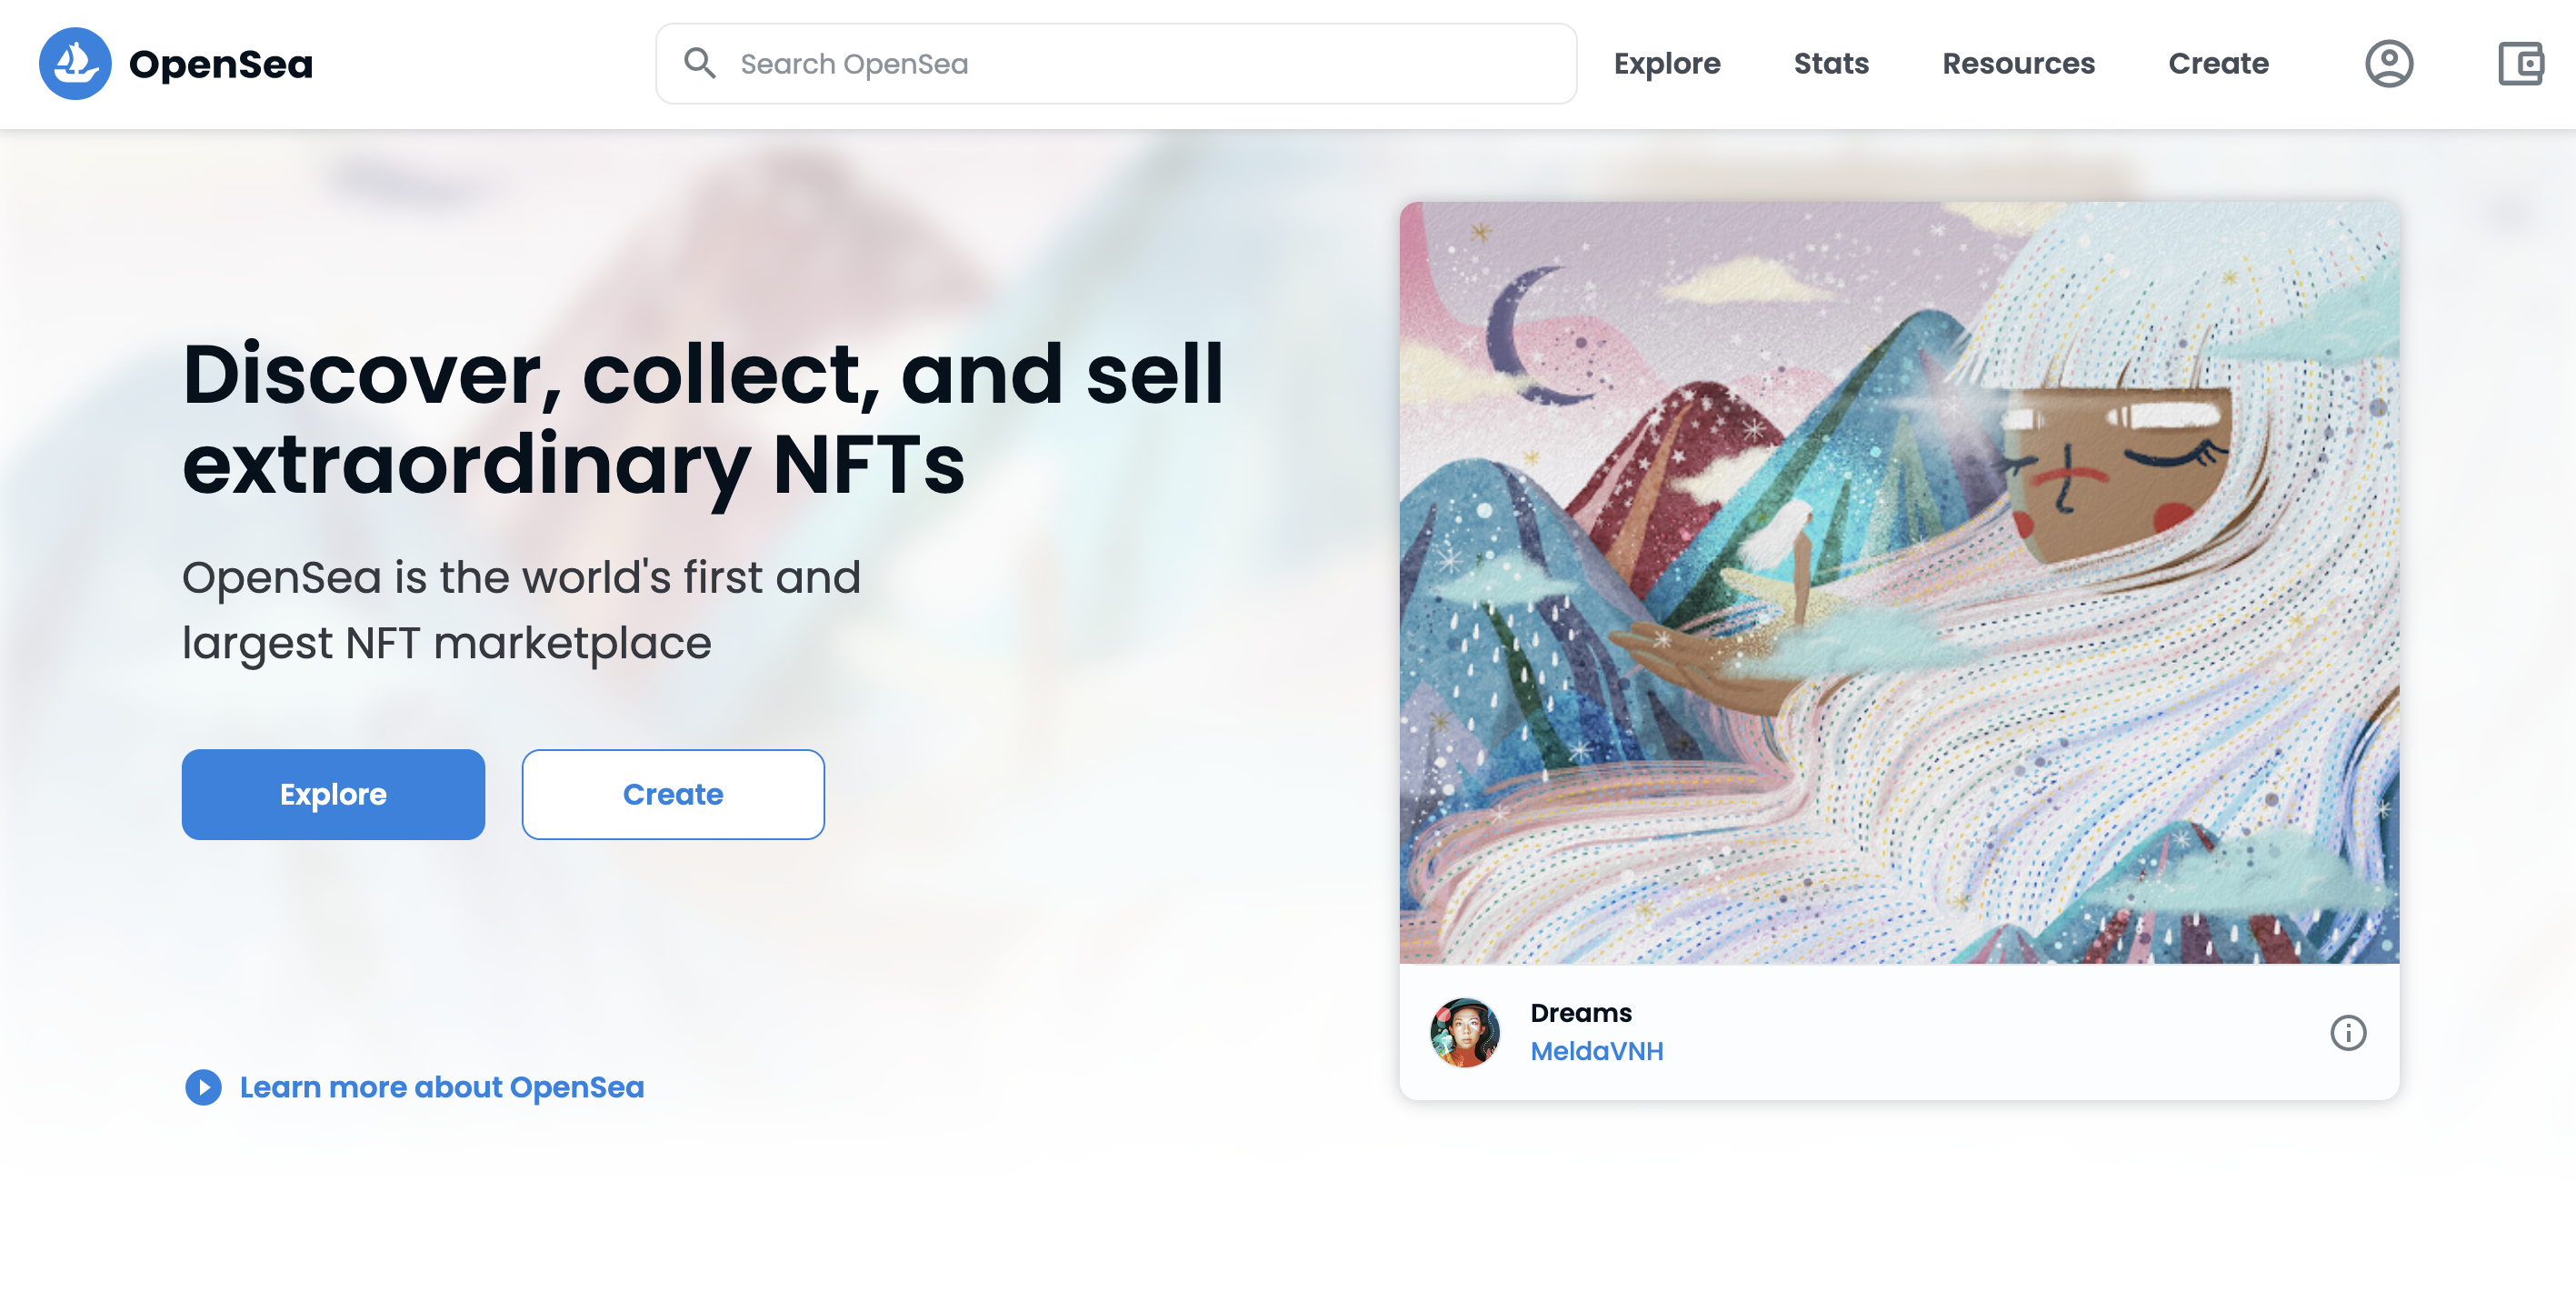 OpenSea
Search OpenSea
Explore
Stats
Resources
Create
Discover, collect, and sell
extraordinary NFTs
OpenSea is the world's first and
largest NFT marketplace
Explore
Create
Learn more about OpenSea
Dreams
MeldaVNH